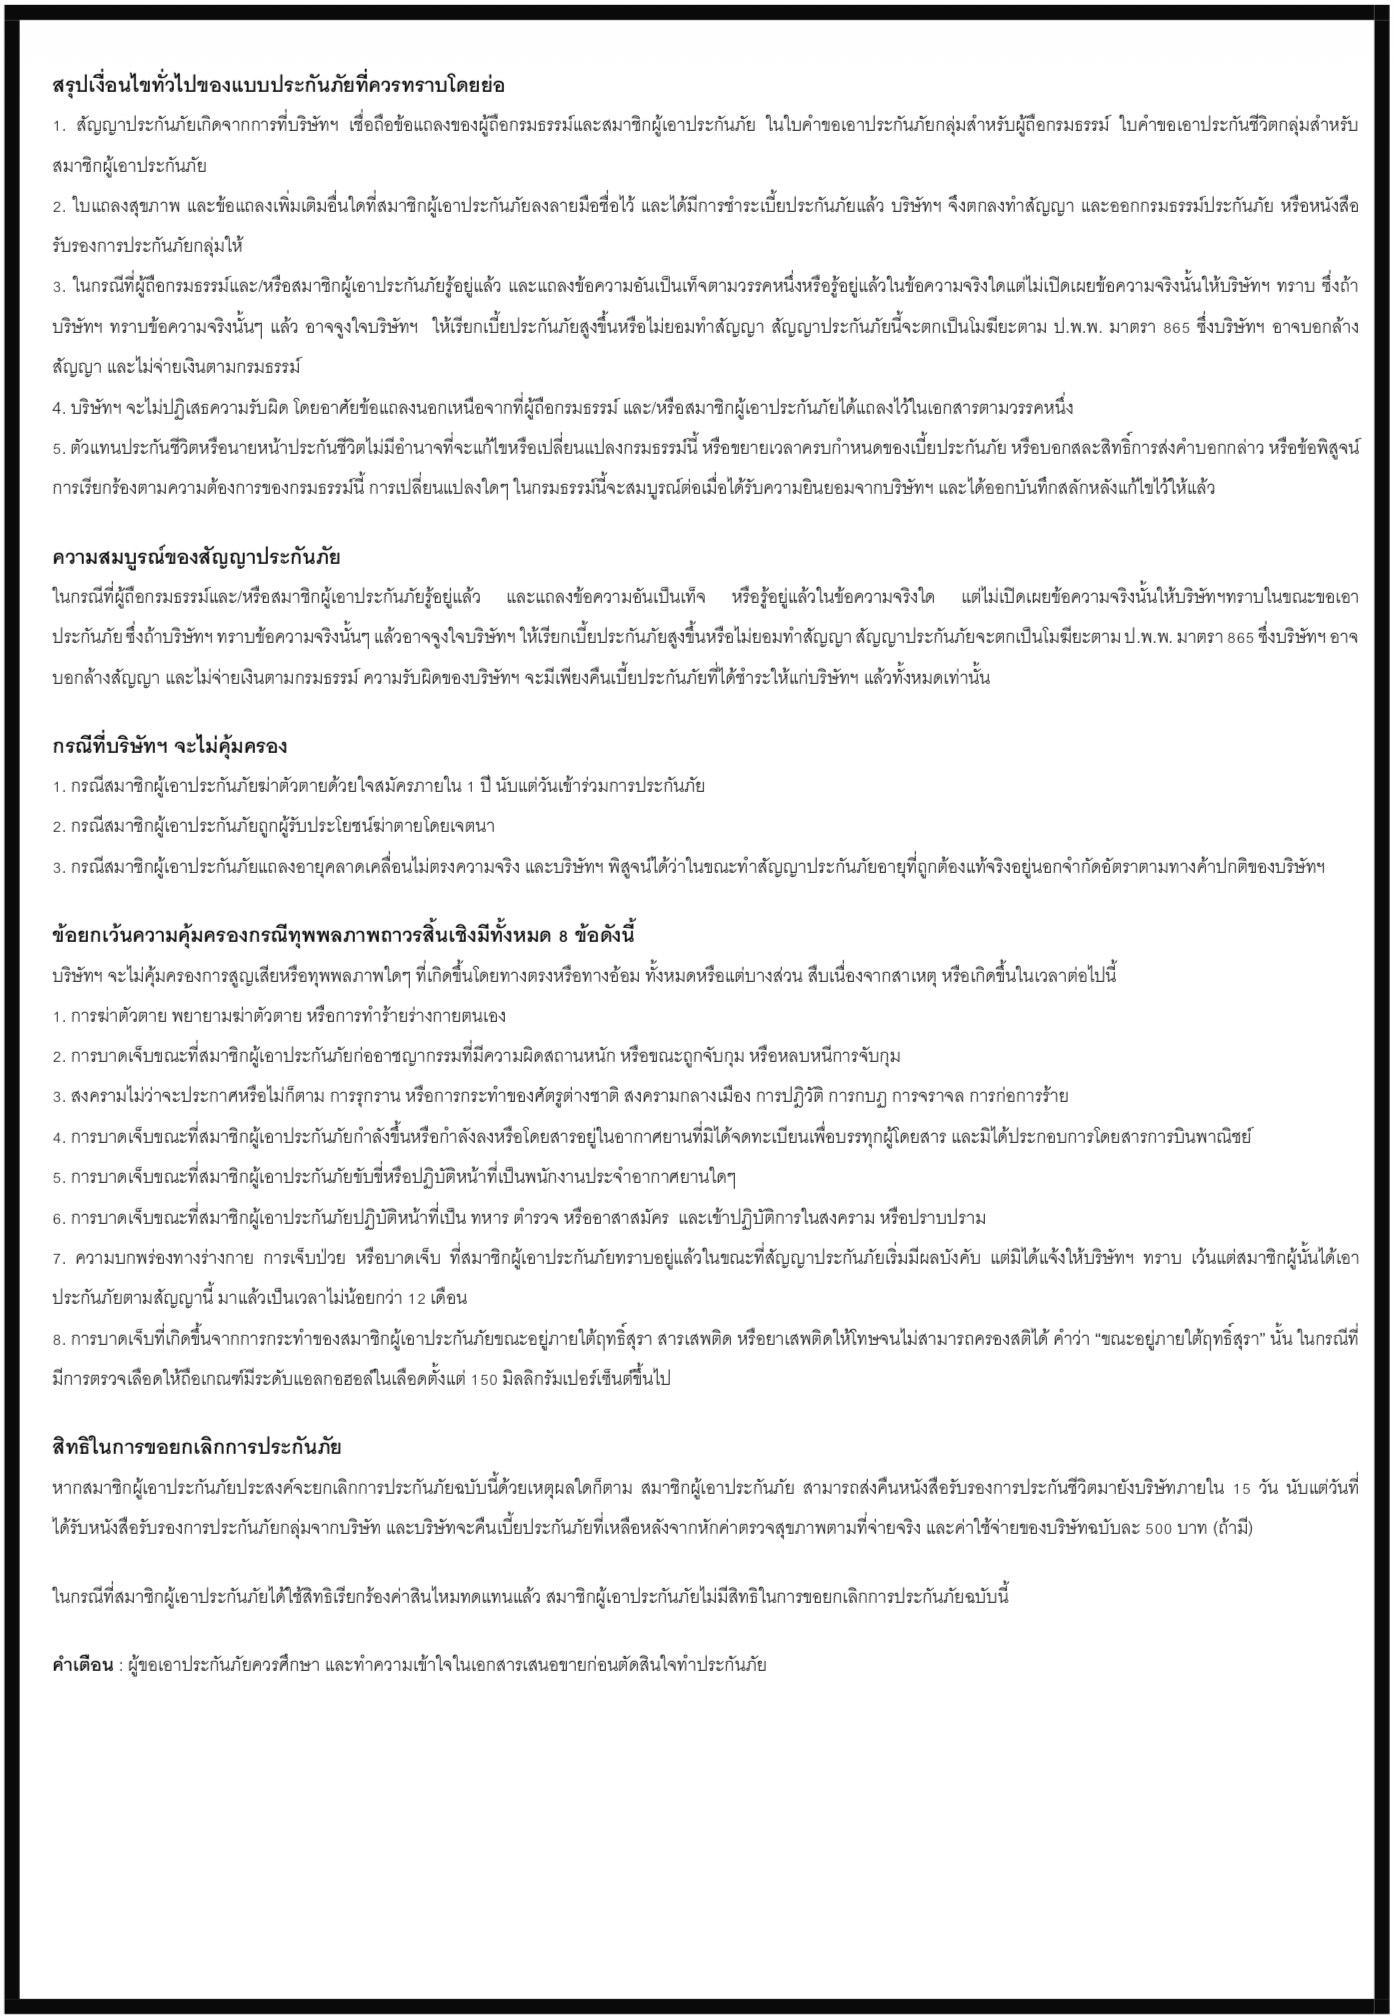 สรุปเงื่อนไขทั่วไปของแบบประกันภัยที่ควรทราบโดยย่อ
1. สัญญาประกันภัยเกิดจากการที่บริษัทฯ เชื่อถือข้อแถลงของผู้ถือกรมธรรม์และสมาชิกผู้เอาประกันภัย ในใบคำขอเอาประกันภัยกลุ่มสำหรับผู้ถือกรมธรรม์ ใบคำขอเอาประกันชีวิตกลุ่มสำหรับ
สมาชิกผู้เอาประกันภัย
2. ใบแถลงสุขภาพ และข้อแถลงเพิ่มเติมอื่นใดที่สมาชิกผู้เอาประกันภัยลงลายมือชื่อไว้ และได้มีการชำระเบี้ยประกันภัยแล้ว บริษัทฯ จึงตกลงทำสัญญา และออกกรมธรรม์ประกันภัย หรือหนังสือ
รับรองการประกันภัยกลุ่มให้
3. ในกรณีที่ผู้ถือกรมธรรม์และ/หรือสมาชิกผู้เอาประกันภัยรู้อยู่แล้ว และแถลงข้อความอันเป็นเท็จตามวรรคหนึ่งหรือรู้อยู่แล้วในข้อความจริงใดแต่ไม่เปิดเผยข้อความจริงนั้นให้บริษัทฯ ทราบ ซึ่งถ้า
บริษัทฯ ทราบข้อความจริงนั้นๆ แล้ว อาจจูงใจบริษัทฯ ให้เรียกเบี้ยประกันภัยสูงขึ้นหรือไม่ยอมทำสัญญา สัญญาประกันภัยนี้จะตกเป็นโมฆียะตาม ป.พ.พ. มาตรา 865 ซึ่งบริษัทฯ อาจบอกล้าง
สัญญา และไม่จ่ายเงินตามกรมธรรม์
4. บริษัทฯ จะไม่ปฏิเสธความรับผิด โดยอาศัยข้อแถลงนอกเหนือจากที่ผู้ถือกรมธรรม์ และ/หรือสมาชิกผู้เอาประกันภัยได้แถลงไว้ในเอกสารตามวรรคหนึ่ง
5. ตัวแทนประกันชีวิตหรือนายหน้าประกันชีวิตไม่มีอำนาจที่จะแก้ไขหรือเปลี่ยนแปลงกรมธรรม์นี้ หรือขยายเวลาครบกำหนดของเบี้ยประกันภัย หรือบอกสละสิทธิ์การส่งคำบอกกล่าว หรือข้อพิสูจน์
การเรียกร้องตามความต้องการของกรมธรรม์นี้ การเปลี่ยนแปลงใดๆ ในกรมธรรม์นี้จะสมบูรณ์ต่อเมื่อได้รับความยินยอมจากบริษัทฯ และได้ออกบันทึกสลักหลังแก้ไขไว้ให้แล้ว
ความสมบูรณ์ของสัญญาประกันภัย
ในกรณีที่ผู้ถือกรมธรรม์และ/หรือสมาชิกผู้เอาประกันภัยรู้อยู่แล้ว และแถลงข้อความอันเป็นเท็จ หรือรู้อยู่แล้วในข้อความจริงใด แต่ไม่เปิดเผยข้อความจริงนั้นให้บริษัทฯทราบในขณะขอเอา
ประกันภัย ซึ่งถ้าบริษัทฯ ทราบข้อความจริงนั้นๆ แล้วอาจจูงใจบริษัทฯ ให้เรียกเบี้ยประกันภัยสูงขึ้นหรือไม่ยอมทำสัญญา สัญญาประกันภัยจะตกเป็นโมฆียะตาม ป.พ.พ. มาตรา 865 ซึ่งบริษัทฯ อาจ
บอกล้างสัญญา และไม่จ่ายเงินตามกรมธรรม์ ความรับผิดของบริษัทฯ จะมีเพียงคืนเบี้ยประกันภัยที่ได้ชำระให้แก่บริษัทฯ แล้วทั้งหมดเท่านั้น
กรณีที่บริษัทฯ จะไม่คุ้มครอง
1. กรณีสมาชิกผู้เอาประกันภัยฆ่าตัวตายด้วยใจสมัครภายใน 1 ปี นับแต่วันเข้าร่วมการประกันภัย
2. กรณีสมาชิกผู้เอาประกันภัยถูกผู้รับประโยชน์ฆ่าตายโดยเจตนา
3. กรณีสมาชิกผู้เอาประกันภัยแถลงอายุคลาดเคลื่อนไม่ตรงความจริง และบริษัทฯ พิสูจน์ได้ว่าในขณะทำสัญญาประกันภัยอายุที่ถูกต้องแท้จริงอยู่นอกจำกัดอัตราตามทางค้าปกติของบริษัทฯ
ข้อยกเว้นความคุ้มครองกรณีทุพพลภาพถาวรสิ้นเชิงมีทั้งหมด 8 ข้อดังนี้
บริษัทฯ จะไม่คุ้มครองการสูญเสียหรือทุพพลภาพใดๆ ที่เกิดขึ้นโดยทางตรงหรือทางอ้อม ทั้งหมดหรือแต่บางส่วน สืบเนื่องจากสาเหตุ หรือเกิดขึ้นในเวลาต่อไปนี้
1. การฆ่าตัวตาย พยายามฆ่าตัวตาย หรือการทำร้ายร่างกายตนเอง
2. การบาดเจ็บขณะที่สมาชิกผู้เอาประกันภัยก่ออาชญากรรมที่มีความผิดสถานหนัก หรือขณะถูกจับกุม หรือหลบหนีการจับกุม
3. สงครามไม่ว่าจะประกาศหรือไม่ก็ตาม การรุกราน หรือการกระทำของศัตรูต่างชาติ สงครามกลางเมือง การปฏิวัติ การกบฏ การจราจล การก่อการร้าย
4. การบาดเจ็บขณะที่สมาชิกผู้เอาประกันภัยกำลังขึ้นหรือกำลังลงหรือโดยสารอยู่ในอากาศยานที่มิได้จดทะเบียนเพื่อบรรทุกผู้โดยสาร และมิได้ประกอบการโดยสารการบินพาณิชย์
5. การบาดเจ็บขณะที่สมาชิกผู้เอาประกันภัยขับขี่หรือปฏิบัติหน้าที่เป็นพนักงานประจำอากาศยานใดๆ
6. การบาดเจ็บขณะที่สมาชิกผู้เอาประกันภัยปฏิบัติหน้าที่เป็น ทหาร ตำรวจ หรืออาสาสมัคร และเข้าปฏิบัติการในสงคราม หรือปราบปราม
7. ความบกพร่องทางร่างกาย การเจ็บป่วย หรือบาดเจ็บ ที่สมาชิกผู้เอาประกันภัยทราบอยู่แล้วในขณะที่สัญญาประกันภัยเริ่มมีผลบังคับ แต่มิได้แจ้งให้บริษัทฯ ทราบ เว้นแต่สมาชิกผู้นั้นได้เอา
ประกันภัยตามสัญญานี้ มาแล้วเป็นเวลาไม่น้อยกว่า 12 เดือน
8. การบาดเจ็บที่เกิดขึ้นจากการกระทำของสมาชิกผู้เอาประกันภัยขณะอยู่ภายใต้ฤทธิ์สุรา สารเสพติด หรือยาเสพติดให้โทษจนไม่สามารถครองสติได้ คำว่า “ขณะอยู่ภายใต้ฤทธิ์สุรา” นั้น ในกรณีที่
มีการตรวจเลือดให้ถือเกณฑ์มีระดับแอลกอฮอล์ในเลือดตั้งแต่ 150 มิลลิกรัมเปอร์เซ็นต์ขึ้นไป
สิทธิในการขอยกเลิกการประกันภัย
หากสมาชิกผู้เอาประกันภัยประสงค์จะยกเลิกการประกันภัยฉบับนี้ด้วยเหตุผลใดก็ตาม สมาชิกผู้เอาประกันภัย สามารถส่งคืนหนังสือรับรองการประกันชีวิตมายังบริษัทภายใน 15 วัน นับแต่วันที่
ได้รับหนังสือรับรองการประกันภัยกลุ่มจากบริษัท และบริษัทจะคืนเบี้ยประกันภัยที่เหลือหลังจากหักค่าตรวจสุขภาพตามที่จ่ายจริง และค่าใช้จ่ายของบริษัทฉบับละ 500 บาท (ถ้ามี)
ในกรณีที่สมาชิกผู้เอาประกันภัยได้ใช้สิทธิเรียกร้องค่าสินไหมทดแทนแล้ว สมาชิกผู้เอาประกันภัยไม่มีสิทธิในการขอยกเลิกการประกันภัยฉบับนี้
คำเตือน : ผู้ขอเอาประกันภัยควรศึกษา และทำความเข้าใจในเอกสารเสนอขายก่อนตัดสินใจทำประกันภัย